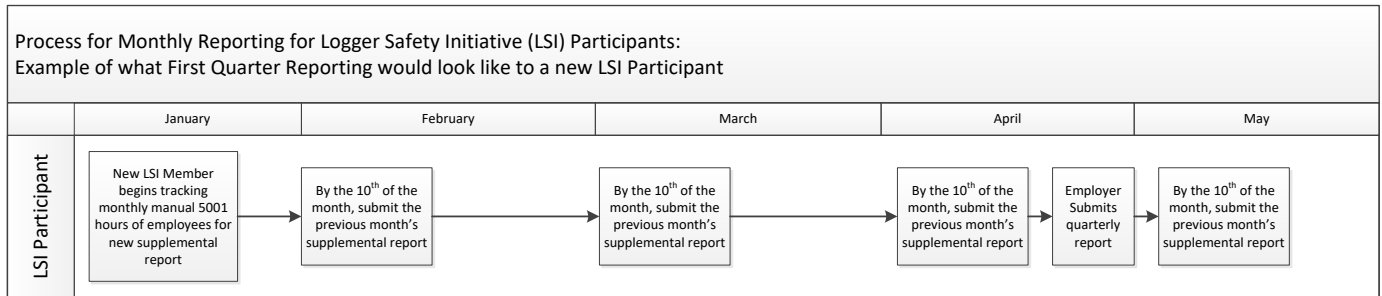 Process for Monthly Reporting for Logger Safety Initiative (LSI) Participants:
Example of what First Quarter Reporting would look like to a new LSI Participant
January
February
March
April
May
LSI Participant
New LSI Member
begins tracking
monthly manual 5001
hours of employees for
new supplemental
report
By the 10th of the
month, submit the
previous month's
supplemental report
By the 10th of the
month, submit the
previous month's
supplemental report
By the 10th of the
month, submit the
previous month's
supplemental report
Employer
Submits
quarterly
report
By the 10th of the
month, submit the
previous month's
supplemental report